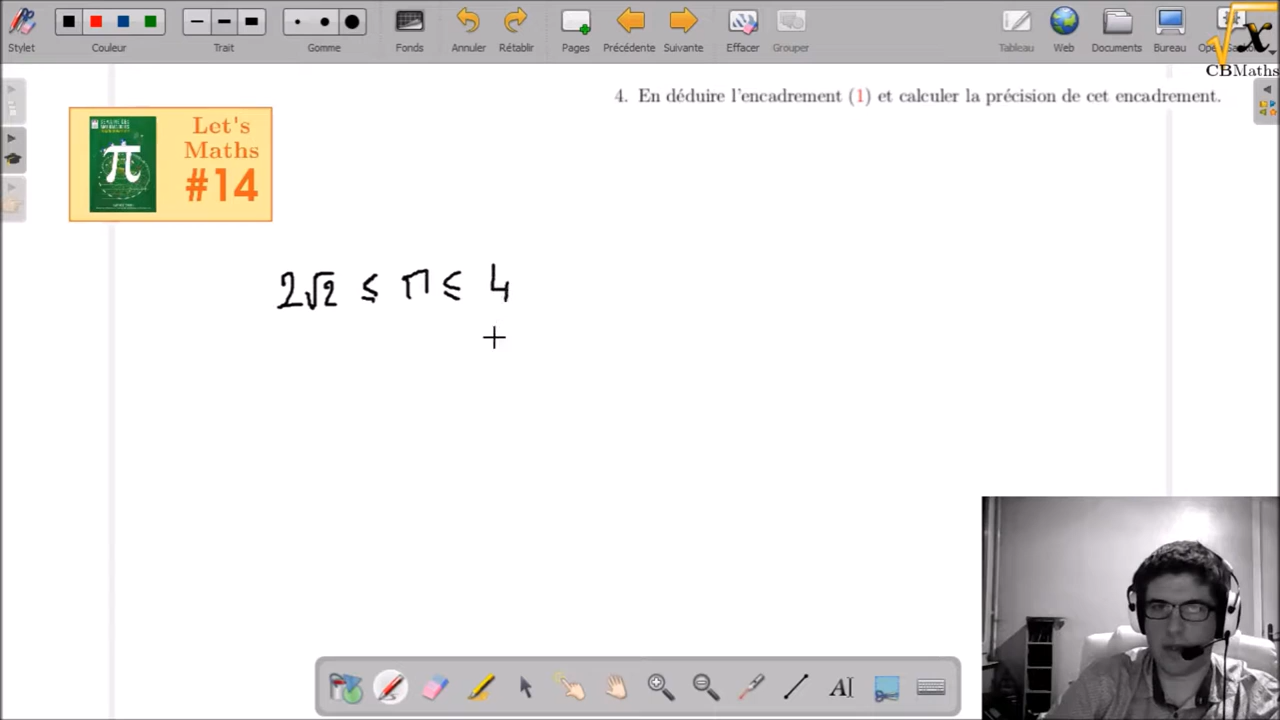 Stylet
Couleur
Trait
Gomme
Fonds
Annuler
Rétablir
Pages
Précédente
Suivante
Effacer
Grouper
Tableau
Web
Documents
Bureau
√x
CBMaths
4. En déduire l'encadrement (1) et calculer la précision de cet encadrement.
π
Let's
Maths
#14
2√2 ≤ π ≤ 4
AI